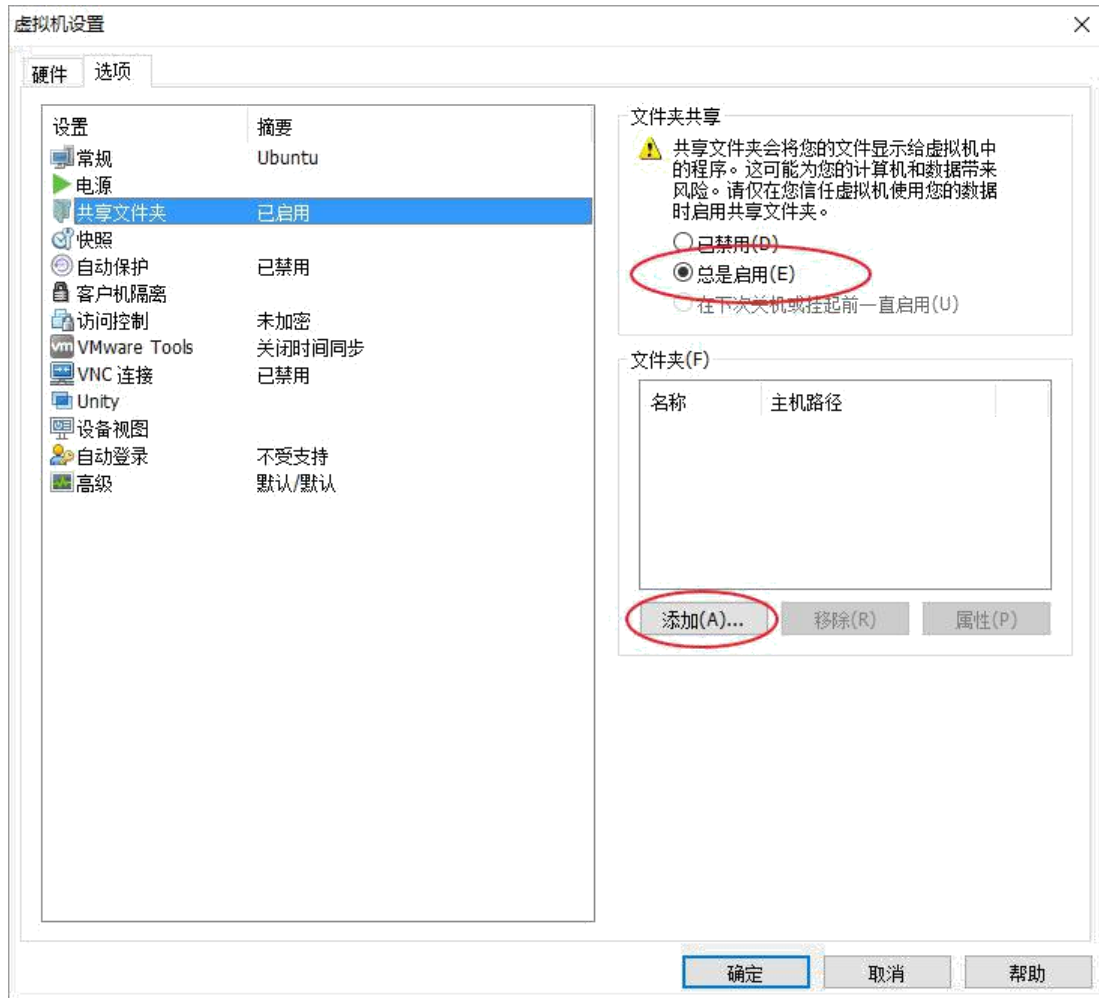 虚拟机设置
硬件 选项
设置 摘要
常规 Ubuntu
电源
共享文件夹 已启用
快照
自动保护 已禁用
客户机隔离
访问控制 未加密
VMware Tools 关闭时间同步
VNC 连接 已禁用
Unity
设备视图
自动登录 不受支持
高级 默认/默认
文件夹共享
共享文件夹会将您的文件显示给虚拟机中
的程序。这可能为您的计算机和数据带来
风险。请仅在您信任虚拟机使用您的数据
时启用共享文件夹。
已禁用(D)
总是启用(E)
在下次关机或挂起前一直启用(U)
文件夹(F)
名称 主机路径
添加(A)... 移除(R) 属性(P)
确定 取消 帮助